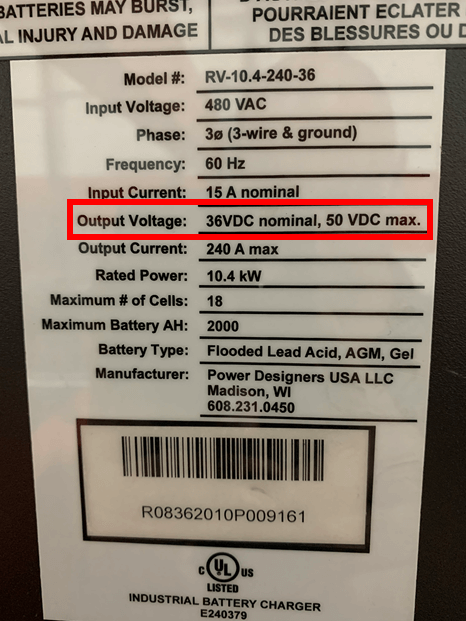 BATTERIES MAY BURST,
AL INJURY AND DAMAGE
POURRAIENT ECLATER
DES BLESSURES OU D
Model #: RV-10.4-240-36
Input Voltage: 480 VAC
Phase: 3ø (3-wire & ground)
Frequency: 60 Hz
Input Current: 15 A nominal
Output Voltage: 36VDC nominal, 50 VDC max.
Output Current: 240 A max
Rated Power: 10.4 kW
Maximum # of Cells: 18
Maximum Battery AH: 2000
Battery Type: Flooded Lead Acid, AGM, Gel
Manufacturer: Power Designers USA LLC
Madison, WI
608.231.0450
R08362010P009161
C UL US
LISTED
INDUSTRIAL BATTERY CHARGER
E240379